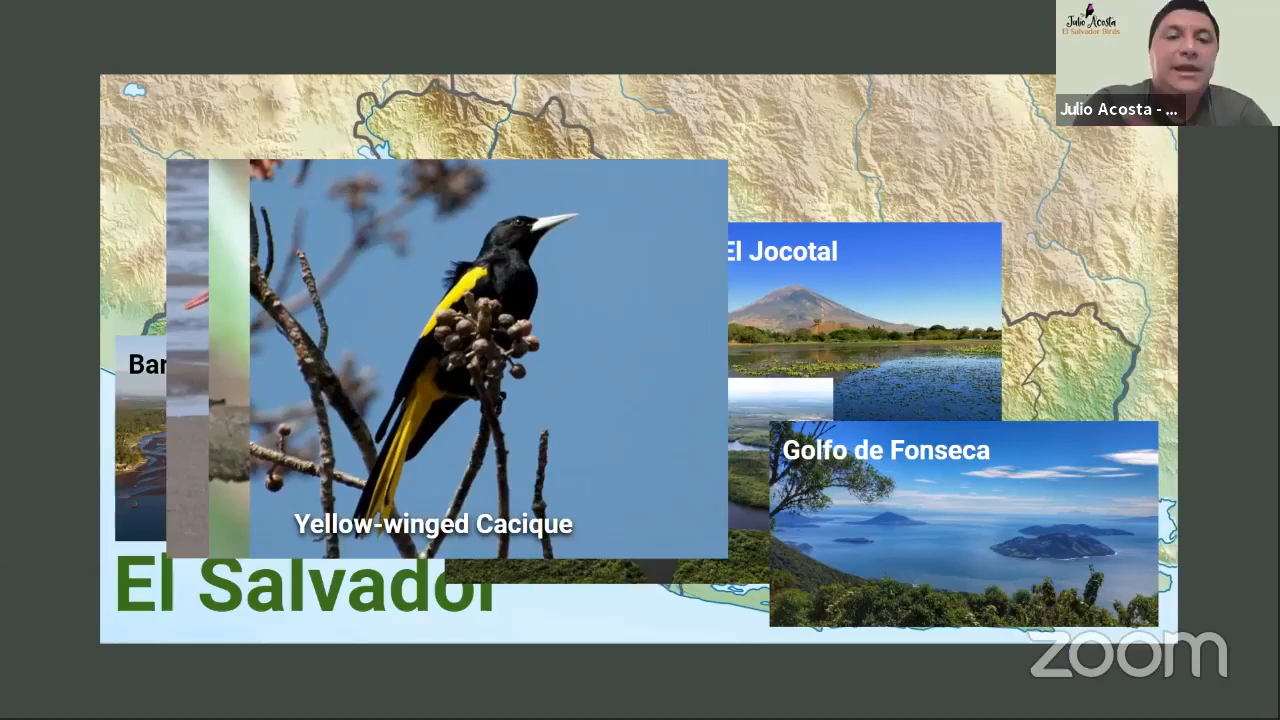 Julio Acosta
El Salvador Birds
Julio Acosta - ...
El Jocotal
Bar
Golfo de Fonseca
Yellow-winged Cacique
El Salvador
zoom